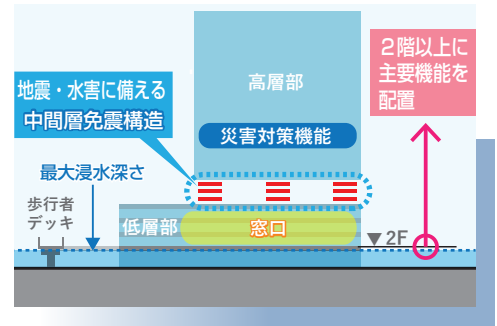 ２階以上に
主要機能を
配置
高層部
地震・水害に備える
中間層免震構造
災害対策機能
最大浸水深さ
歩行者
デッキ
低層部
窓口
▼2F